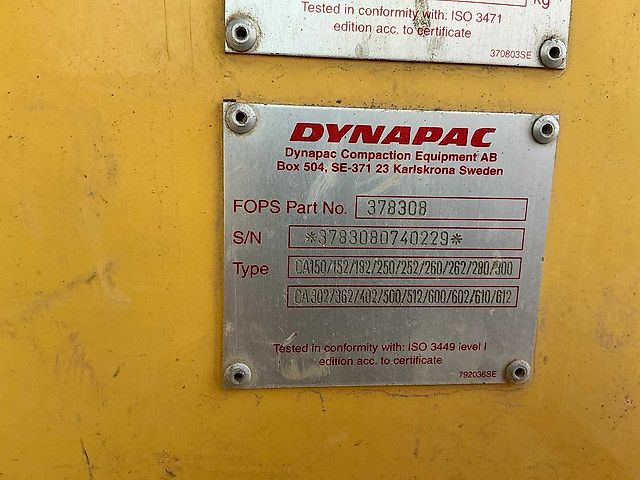 kg
Tested in conformity with: ISO 3471
edition acc. to certificate
370803SE
DYNAPAC
Dynapac Compaction Equipment AB
Box 504, SE-371 23 Karlskrona Sweden
FOPS Part No. 378308
S/N *3783080740229*
Type CA150/152/182/250/252/260/262/280/300
CA302/362/402/500/512/600/602/610/612
Tested in conformity with: ISO 3449 level I
edition acc. to certificate
792036SE